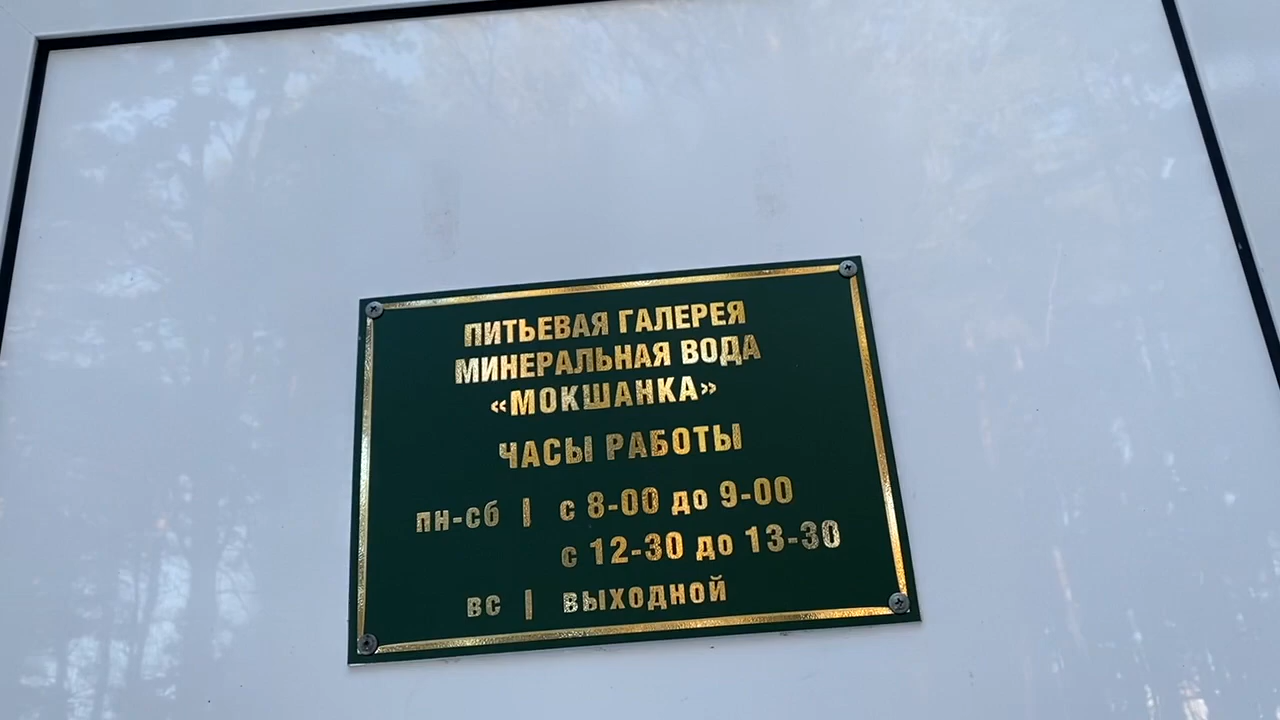 ПИТЬЕВАЯ ГАЛЕРЕЯ
МИНЕРАЛЬНАЯ ВОДА
«МОКШАНКА»
ЧАСЫ РАБОТЫ
пн-сб | с 8-00 до 9-00
с 12-30 до 13-30
вс | выходной